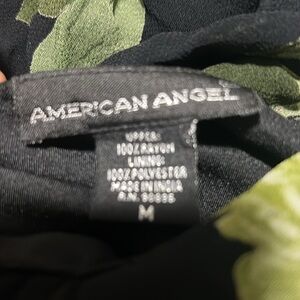 AMERICAN ANGEL
UPPER:
100% RAYON
LINING:
100% POLYESTER
MADE IN INDIA
M